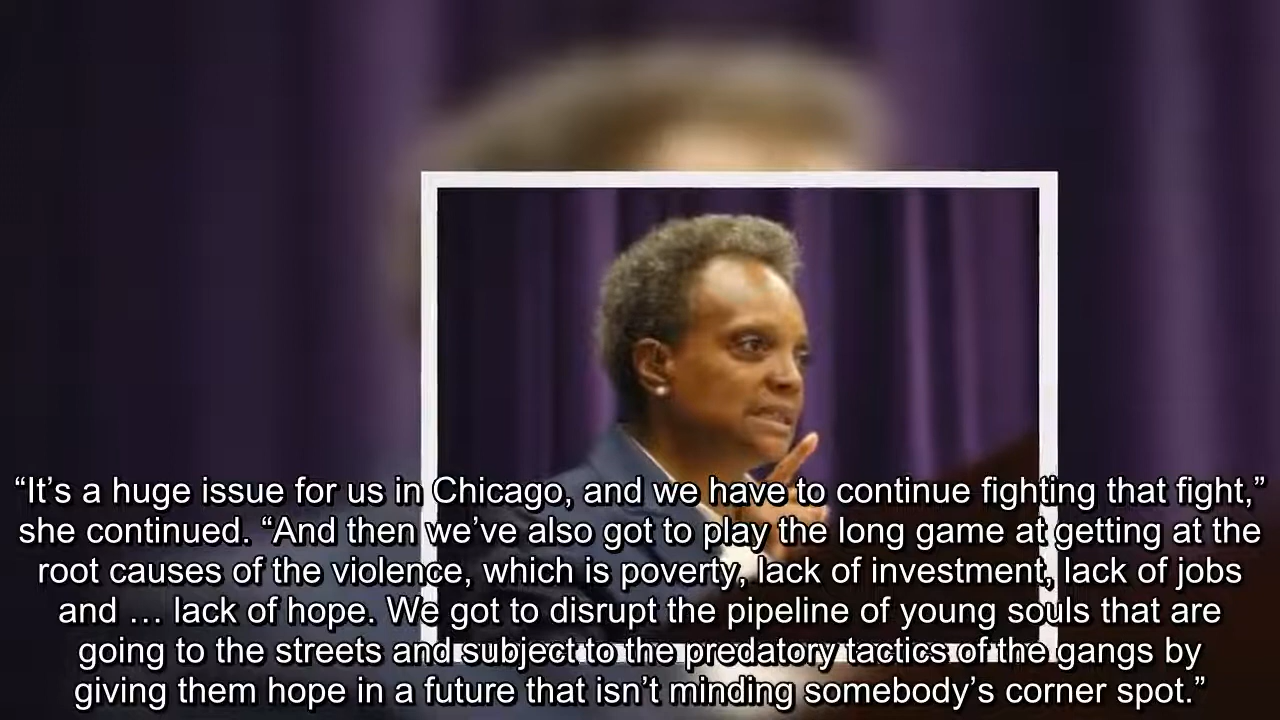 “It’s a huge issue for us in Chicago, and we have to continue fighting that fight,”
she continued. “And then we’ve also got to play the long game at getting at the
root causes of the violence, which is poverty, lack of investment, lack of jobs
and … lack of hope. We got to disrupt the pipeline of young souls that are
going to the streets and subject to the predatory tactics of the gangs by
giving them hope in a future that isn’t minding somebody’s corner spot.”